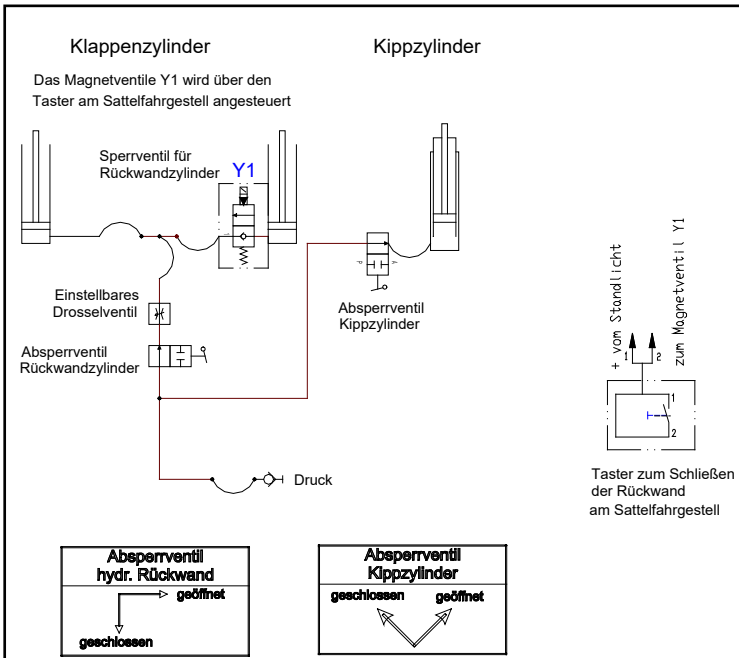 Klappenzylinder
Kippzylinder
Das Magnetventile Y1 wird über den
Taster am Sattelfahrgestell angesteuert
Sperrventil für
Rückwandzylinder
Y1
Einstellbares
Drosselventil
Absperrventil
Rückwandzylinder
Absperrventil
Kippzylinder
P
A
Druck
+ vom Standlicht
zum Magnetventil Y1
1
2
1
2
Taster zum Schließen
der Rückwand
am Sattelfahrgestell
Absperrventil
hydr. Rückwand
geöffnet
geschlossen
Absperrventil
Kippzylinder
geschlossen
geöffnet